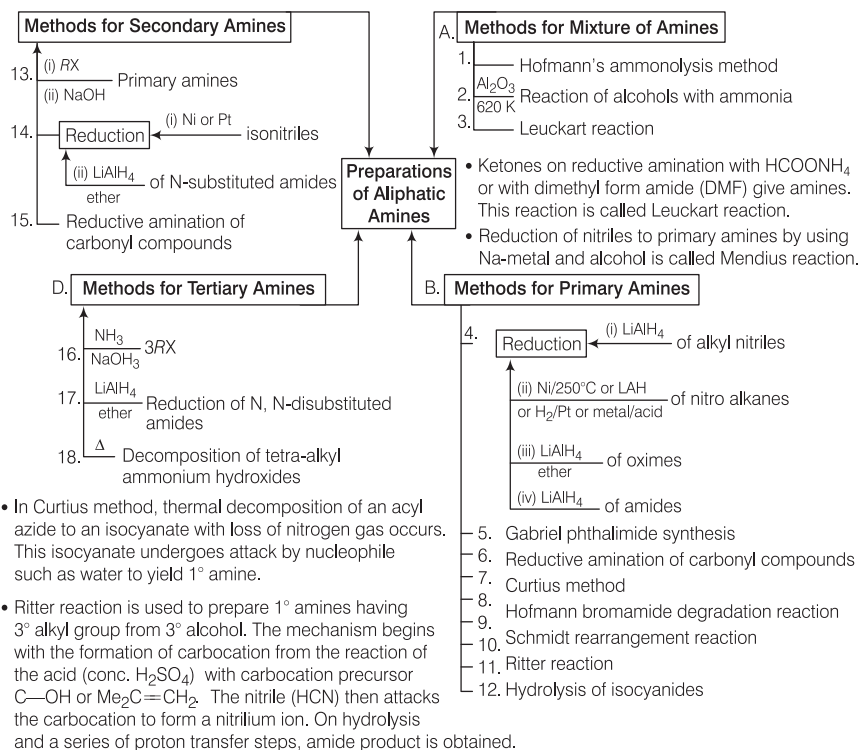 Methods for Secondary Amines
13. (i) RX
(ii) NaOH
Primary amines
14. Reduction
(i) Ni or Pt
isonitriles
(ii) LiAlH₄
ether
of N-substituted amides
15. Reductive amination of
carbonyl compounds
A. Methods for Mixture of Amines
1. Hofmann's ammonolysis method
2. Al₂O₃
620 K
Reaction of alcohols with ammonia
3. Leuckart reaction
Preparations
of Aliphatic
Amines
• Ketones on reductive amination with HCOONH₄
or with dimethyl form amide (DMF) give amines.
This reaction is called Leuckart reaction.
• Reduction of nitriles to primary amines by using
Na-metal and alcohol is called Mendius reaction.
D. Methods for Tertiary Amines
16. NH₃
NaOH₃
3RX
17. LiAlH₄
ether
Reduction of N, N-disubstituted
amides
18. Δ
Decomposition of tetra-alkyl
ammonium hydroxides
B. Methods for Primary Amines
4. Reduction
(i) LiAlH₄
of alkyl nitriles
(ii) Ni/250°C or LAH
or H₂/Pt or metal/acid
of nitro alkanes
(iii) LiAlH₄
ether
of oximes
(iv) LiAlH₄
of amides
5. Gabriel phthalimide synthesis
6. Reductive amination of carbonyl compounds
7. Curtius method
8.
Hofmann bromamide degradation reaction
9.
10. Schmidt rearrangement reaction
11. Ritter reaction
12. Hydrolysis of isocyanides
• In Curtius method, thermal decomposition of an acyl
azide to an isocyanate with loss of nitrogen gas occurs.
This isocyanate undergoes attack by nucleophile
such as water to yield 1° amine.
• Ritter reaction is used to prepare 1° amines having
3° alkyl group from 3° alcohol. The mechanism begins
with the formation of carbocation from the reaction of
the acid (conc. H₂SO₄) with carbocation precursor
C—OH or Me₂C=CH₂. The nitrile (HCN) then attacks
the carbocation to form a nitrilium ion. On hydrolysis
and a series of proton transfer steps, amide product is obtained.